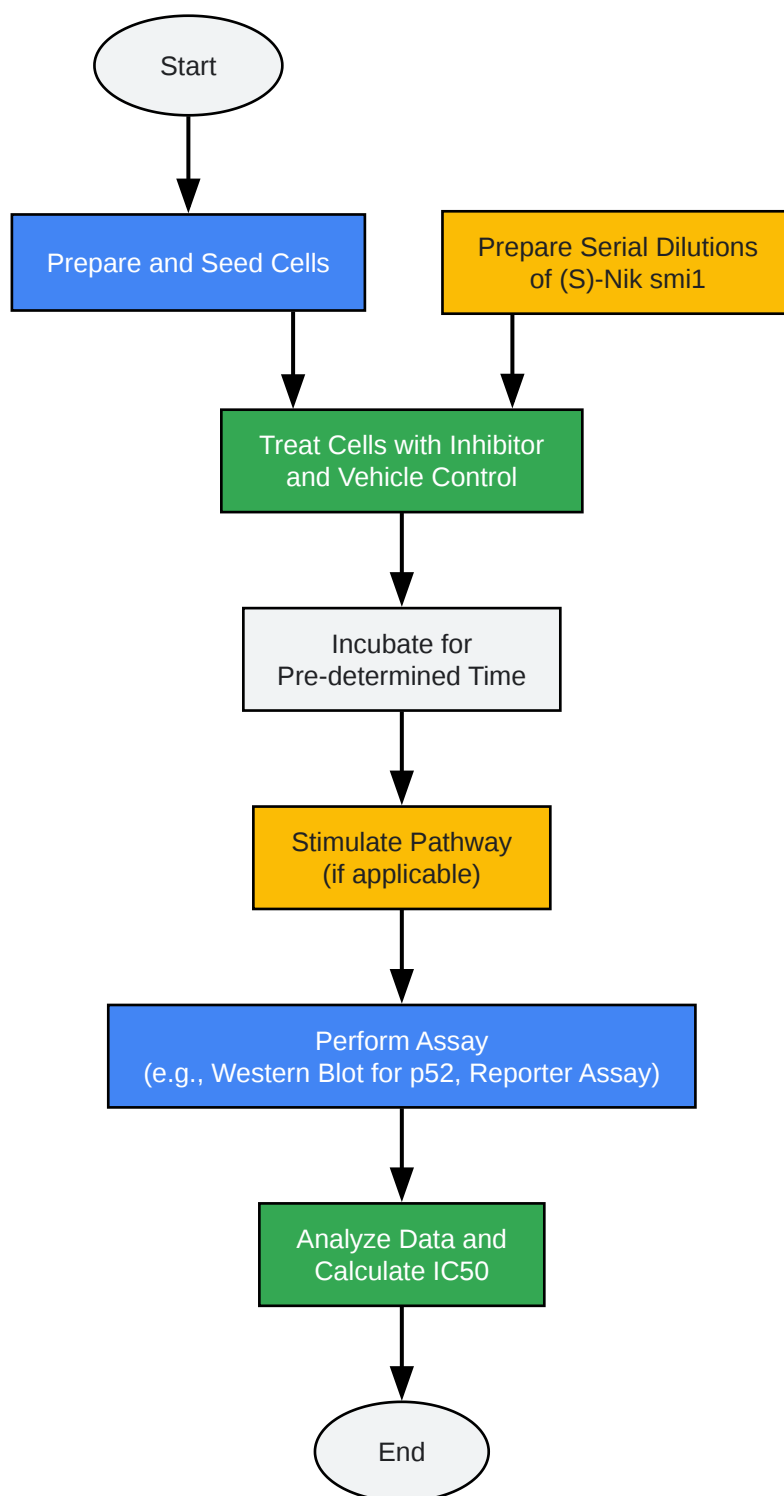 Start
Prepare and Seed Cells
Prepare Serial Dilutions
of (S)-Nik smi1
Treat Cells with Inhibitor
and Vehicle Control
Incubate for
Pre-determined Time
Stimulate Pathway
(if applicable)
Perform Assay
(e.g., Western Blot for p52, Reporter Assay)
Analyze Data and
Calculate IC50
End